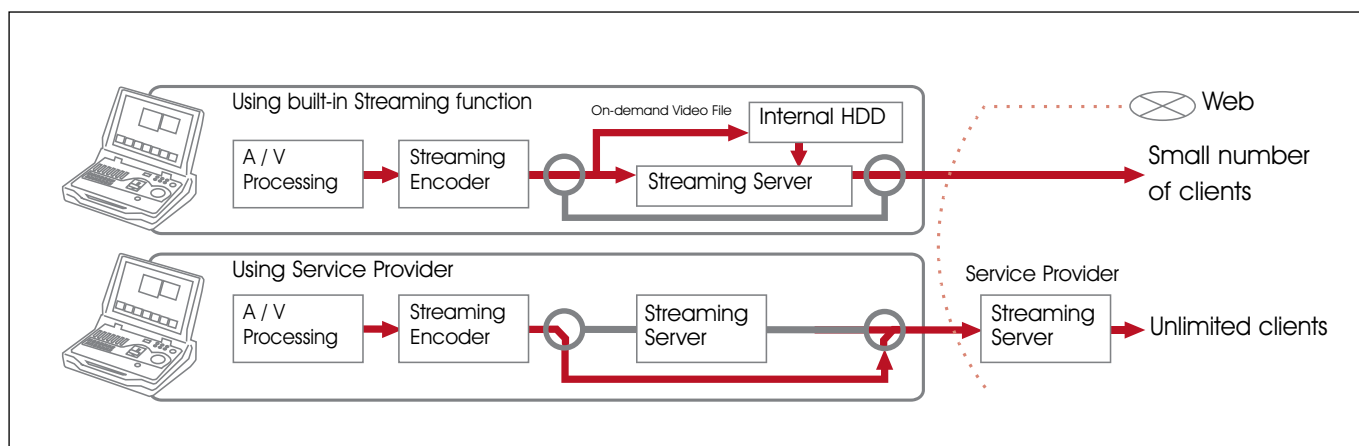 Using built-in Streaming function
On-demand Video File
Internal HDD
Web
A / V
Processing
Streaming
Encoder
Streaming Server
Small number
of clients
Using Service Provider
Service Provider
A / V
Processing
Streaming
Encoder
Streaming
Server
Streaming
Server
Unlimited clients